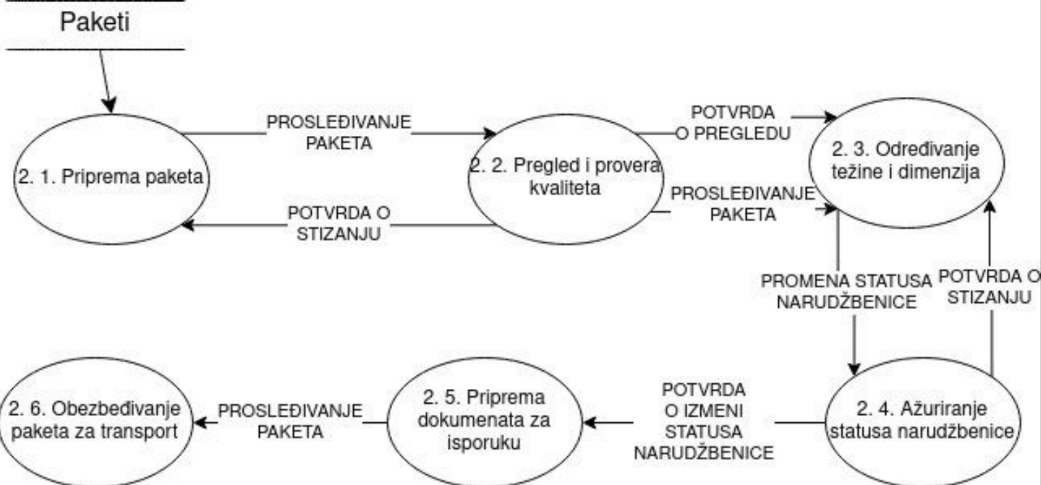 Paketi
PROSLEĐIVANJE
PAKETA
POTVRDA
O PREGLEDU
2. 1. Priprema paketa
2. 2. Pregled i provera
kvaliteta
2. 3. Određivanje
težine i dimenzija
POTVRDA O
STIZANJU
PROSLEĐIVANJE
PAKETA
PROMENA STATUSA
NARUDŽBENICE
POTVRDA O
STIZANJU
2. 6. Obezbeđivanje
paketa za transport
PROSLEĐIVANJE
PAKETA
2. 5. Priprema
dokumenata za
isporuku
POTVRDA
O IZMENI
STATUSA
NARUDŽBENICE
2. 4. Ažuriranje
statusa narudžbenice